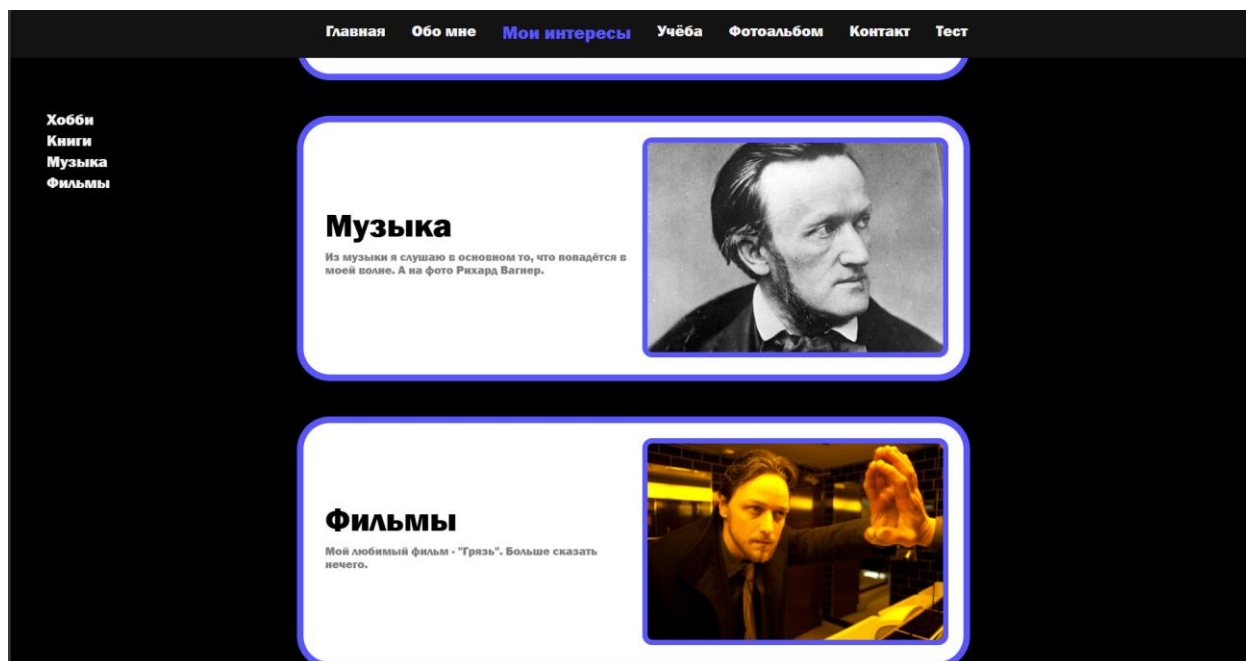 Главная Обо мне Мои интересы Учёба Фотоальбом Контакт Тест
Хобби
Книги
Музыка
Фильмы
Музыка
Из музыки я слушаю в основном то, что попадётся в
моей волне. А на фото Рихард Вагнер.
Фильмы
Мой любимый фильм - "Грязь". Больше сказать
нечего.